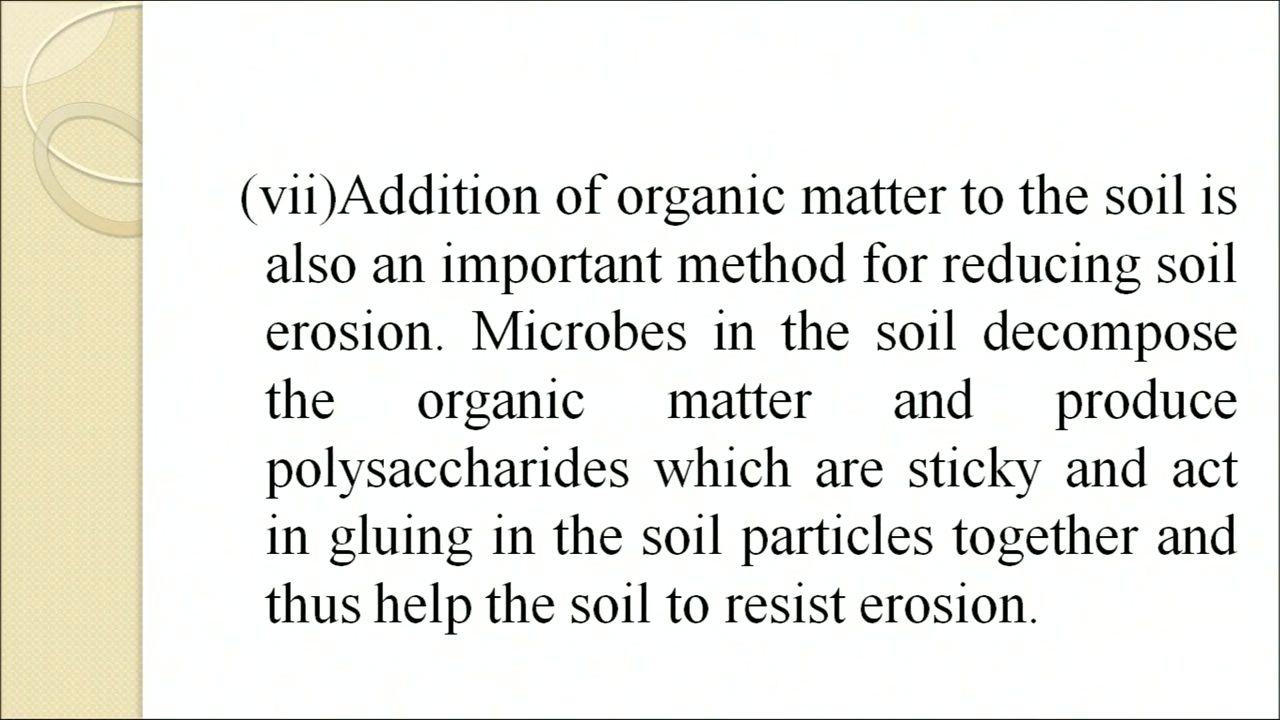 (vii)Addition of organic matter to the soil is
also an important method for reducing soil
erosion. Microbes in the soil decompose
the organic matter and produce
polysaccharides which are sticky and act
in gluing in the soil particles together and
thus help the soil to resist erosion.